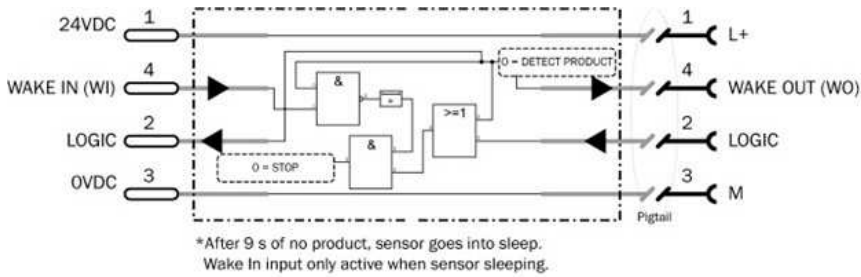 24VDC 1
1 L+
WAKE IN (WI) 4
4 WAKE OUT (WO)
LOGIC 2
2 LOGIC
0VDC 3
3 M
&
0 = DETECT PRODUCT
>=1
&
0 = STOP
Pigtail
*After 9 s of no product, sensor goes into sleep.
Wake In input only active when sensor sleeping.